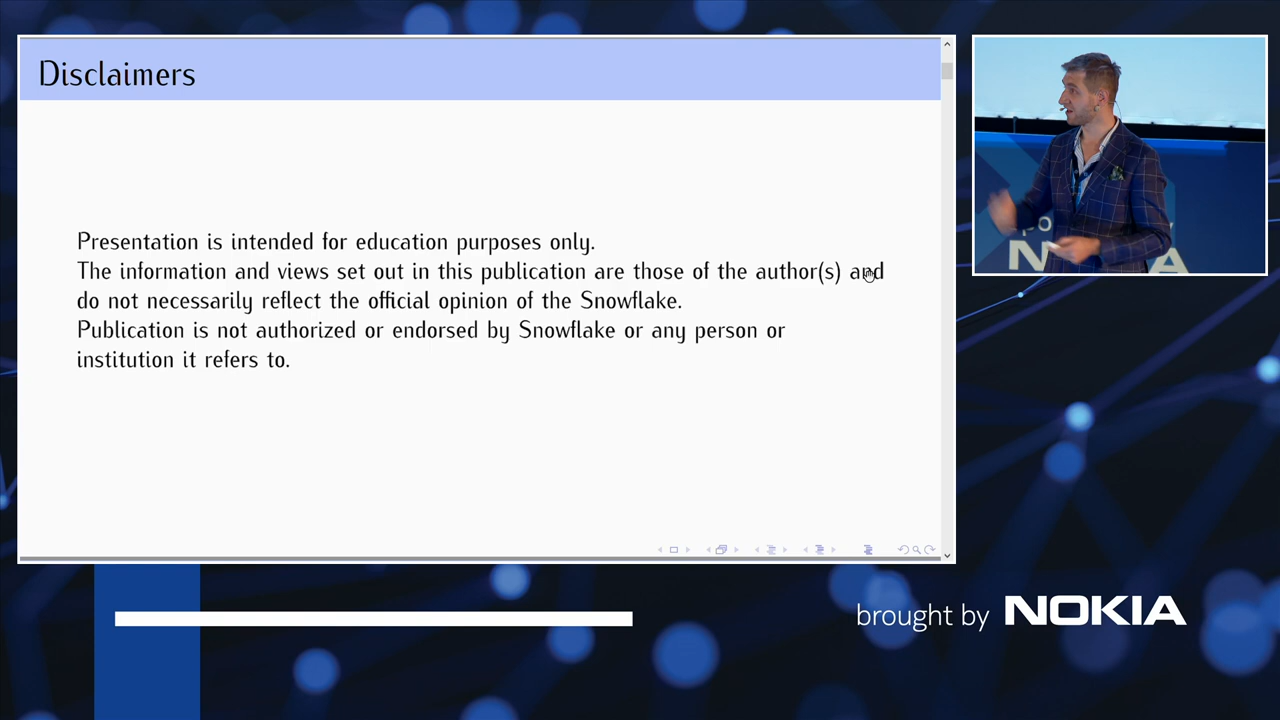 Disclaimers
Presentation is intended for education purposes only.
The information and views set out in this publication are those of the author(s) and
do not necessarily reflect the official opinion of the Snowflake.
Publication is not authorized or endorsed by Snowflake or any person or
institution it refers to.
brought by NOKIA